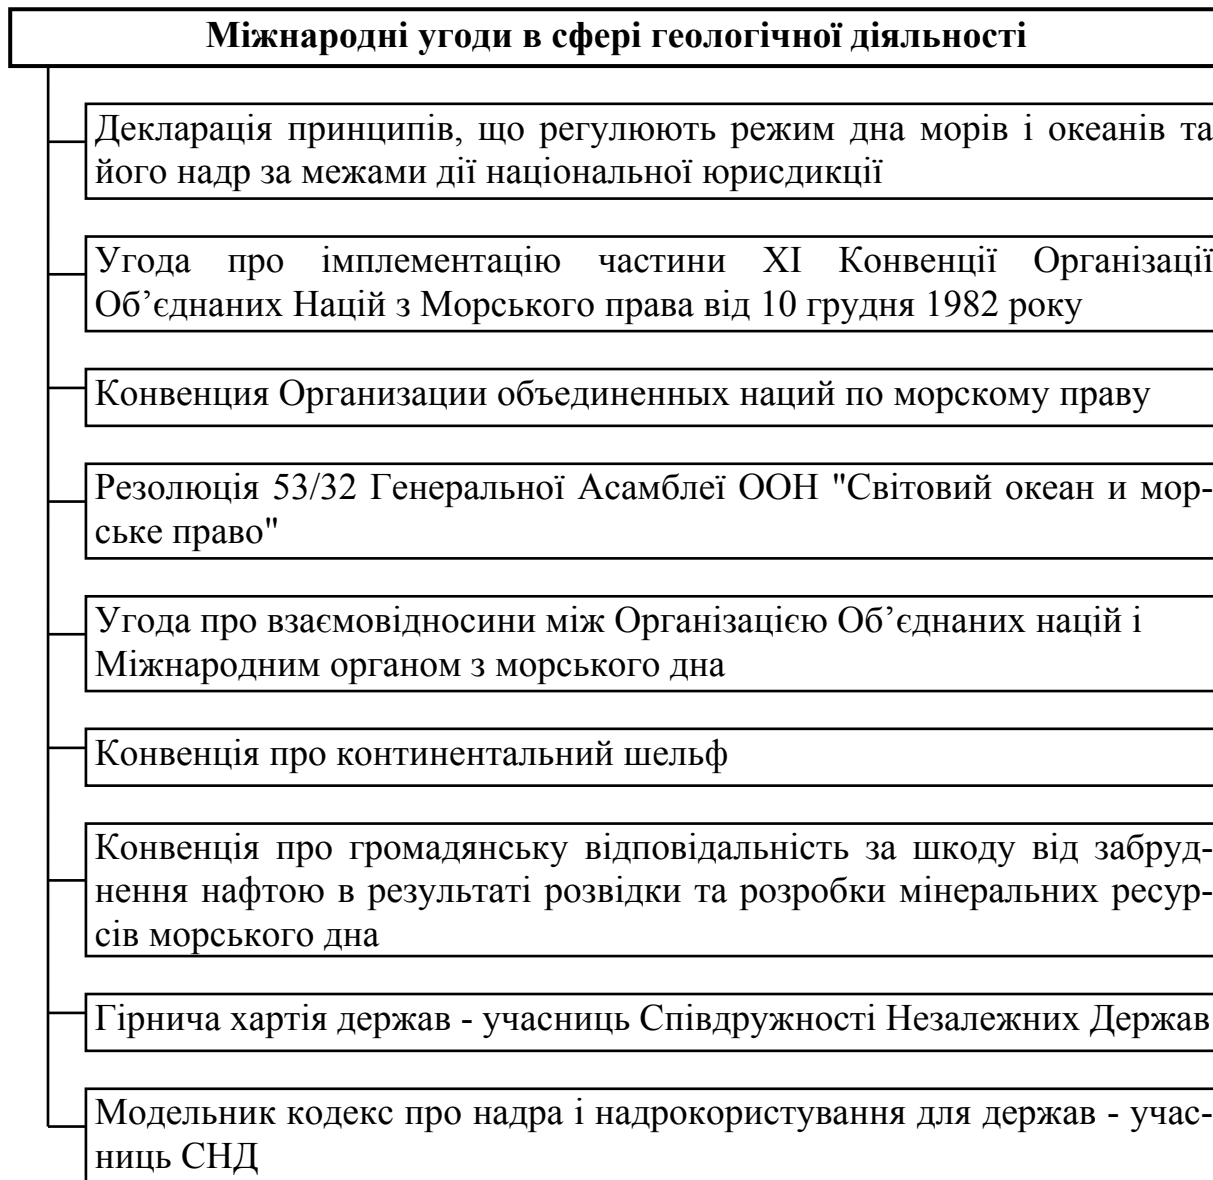 Міжнародні угоди в сфері геологічної діяльності
Декларація принципів, що регулюють режим дна морів і океанів та
його надр за межами дії національної юрисдикції
Угода про імплементацію частини XI Конвенції Організації
Об’єднаних Націй з Морського права від 10 грудня 1982 року
Конвенция Организации объединенных наций по морскому праву
Резолюція 53/32 Генеральної Асамблеї ООН "Світовий океан и мор-
ське право"
Угода про взаємовідносини між Організацією Об’єднаних націй і
Міжнародним органом з морського дна
Конвенція про континентальний шельф
Конвенція про громадянську відповідальність за шкоду від забруд-
нення нафтою в результаті розвідки та розробки мінеральних ресур-
сів морського дна
Гірнича хартія держав - учасниць Співдружності Незалежних Держав
Модельник кодекс про надра і надрокористування для держав - учас-
ниць СНД